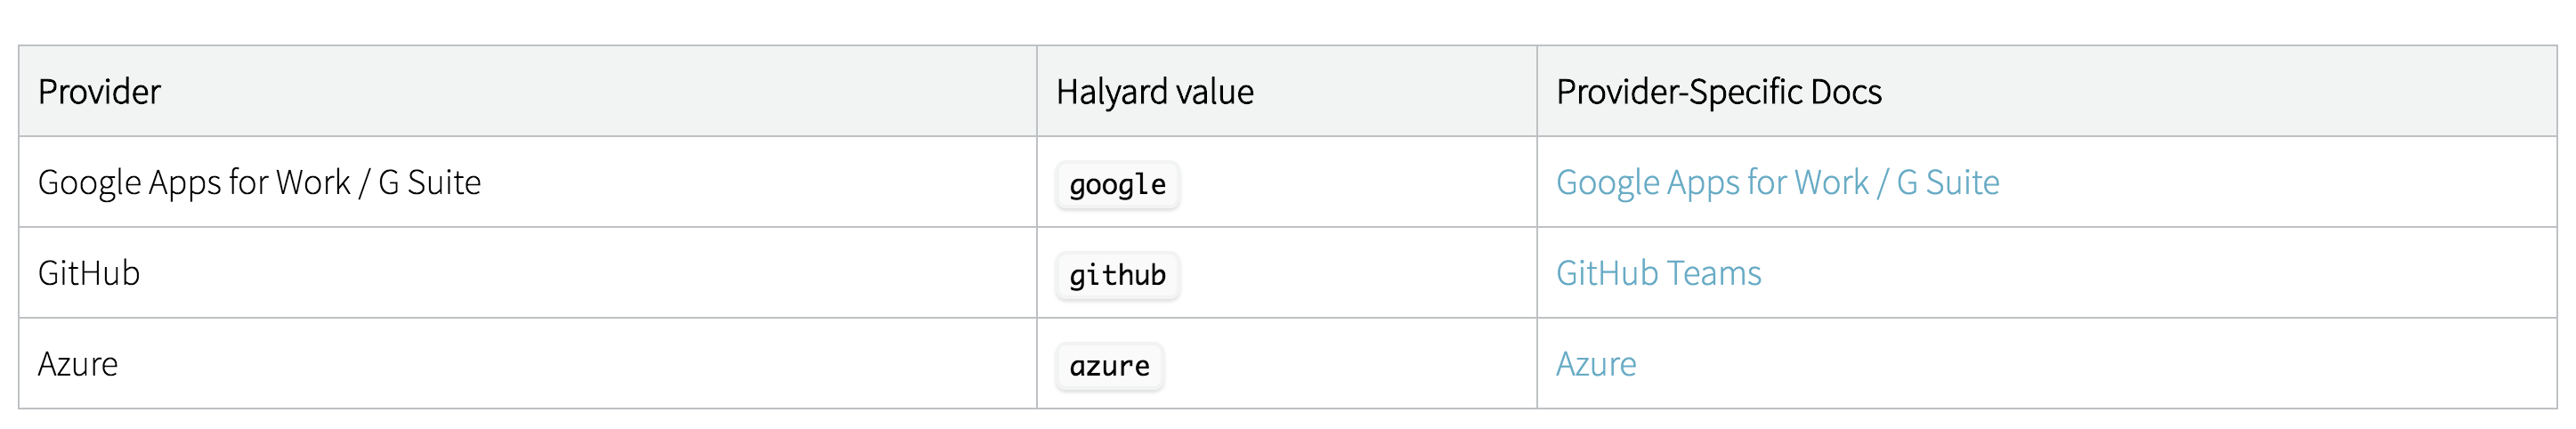 Provider Halyard value Provider-Specific Docs
Google Apps for Work / G Suite google Google Apps for Work / G Suite
GitHub github GitHub Teams
Azure azure Azure